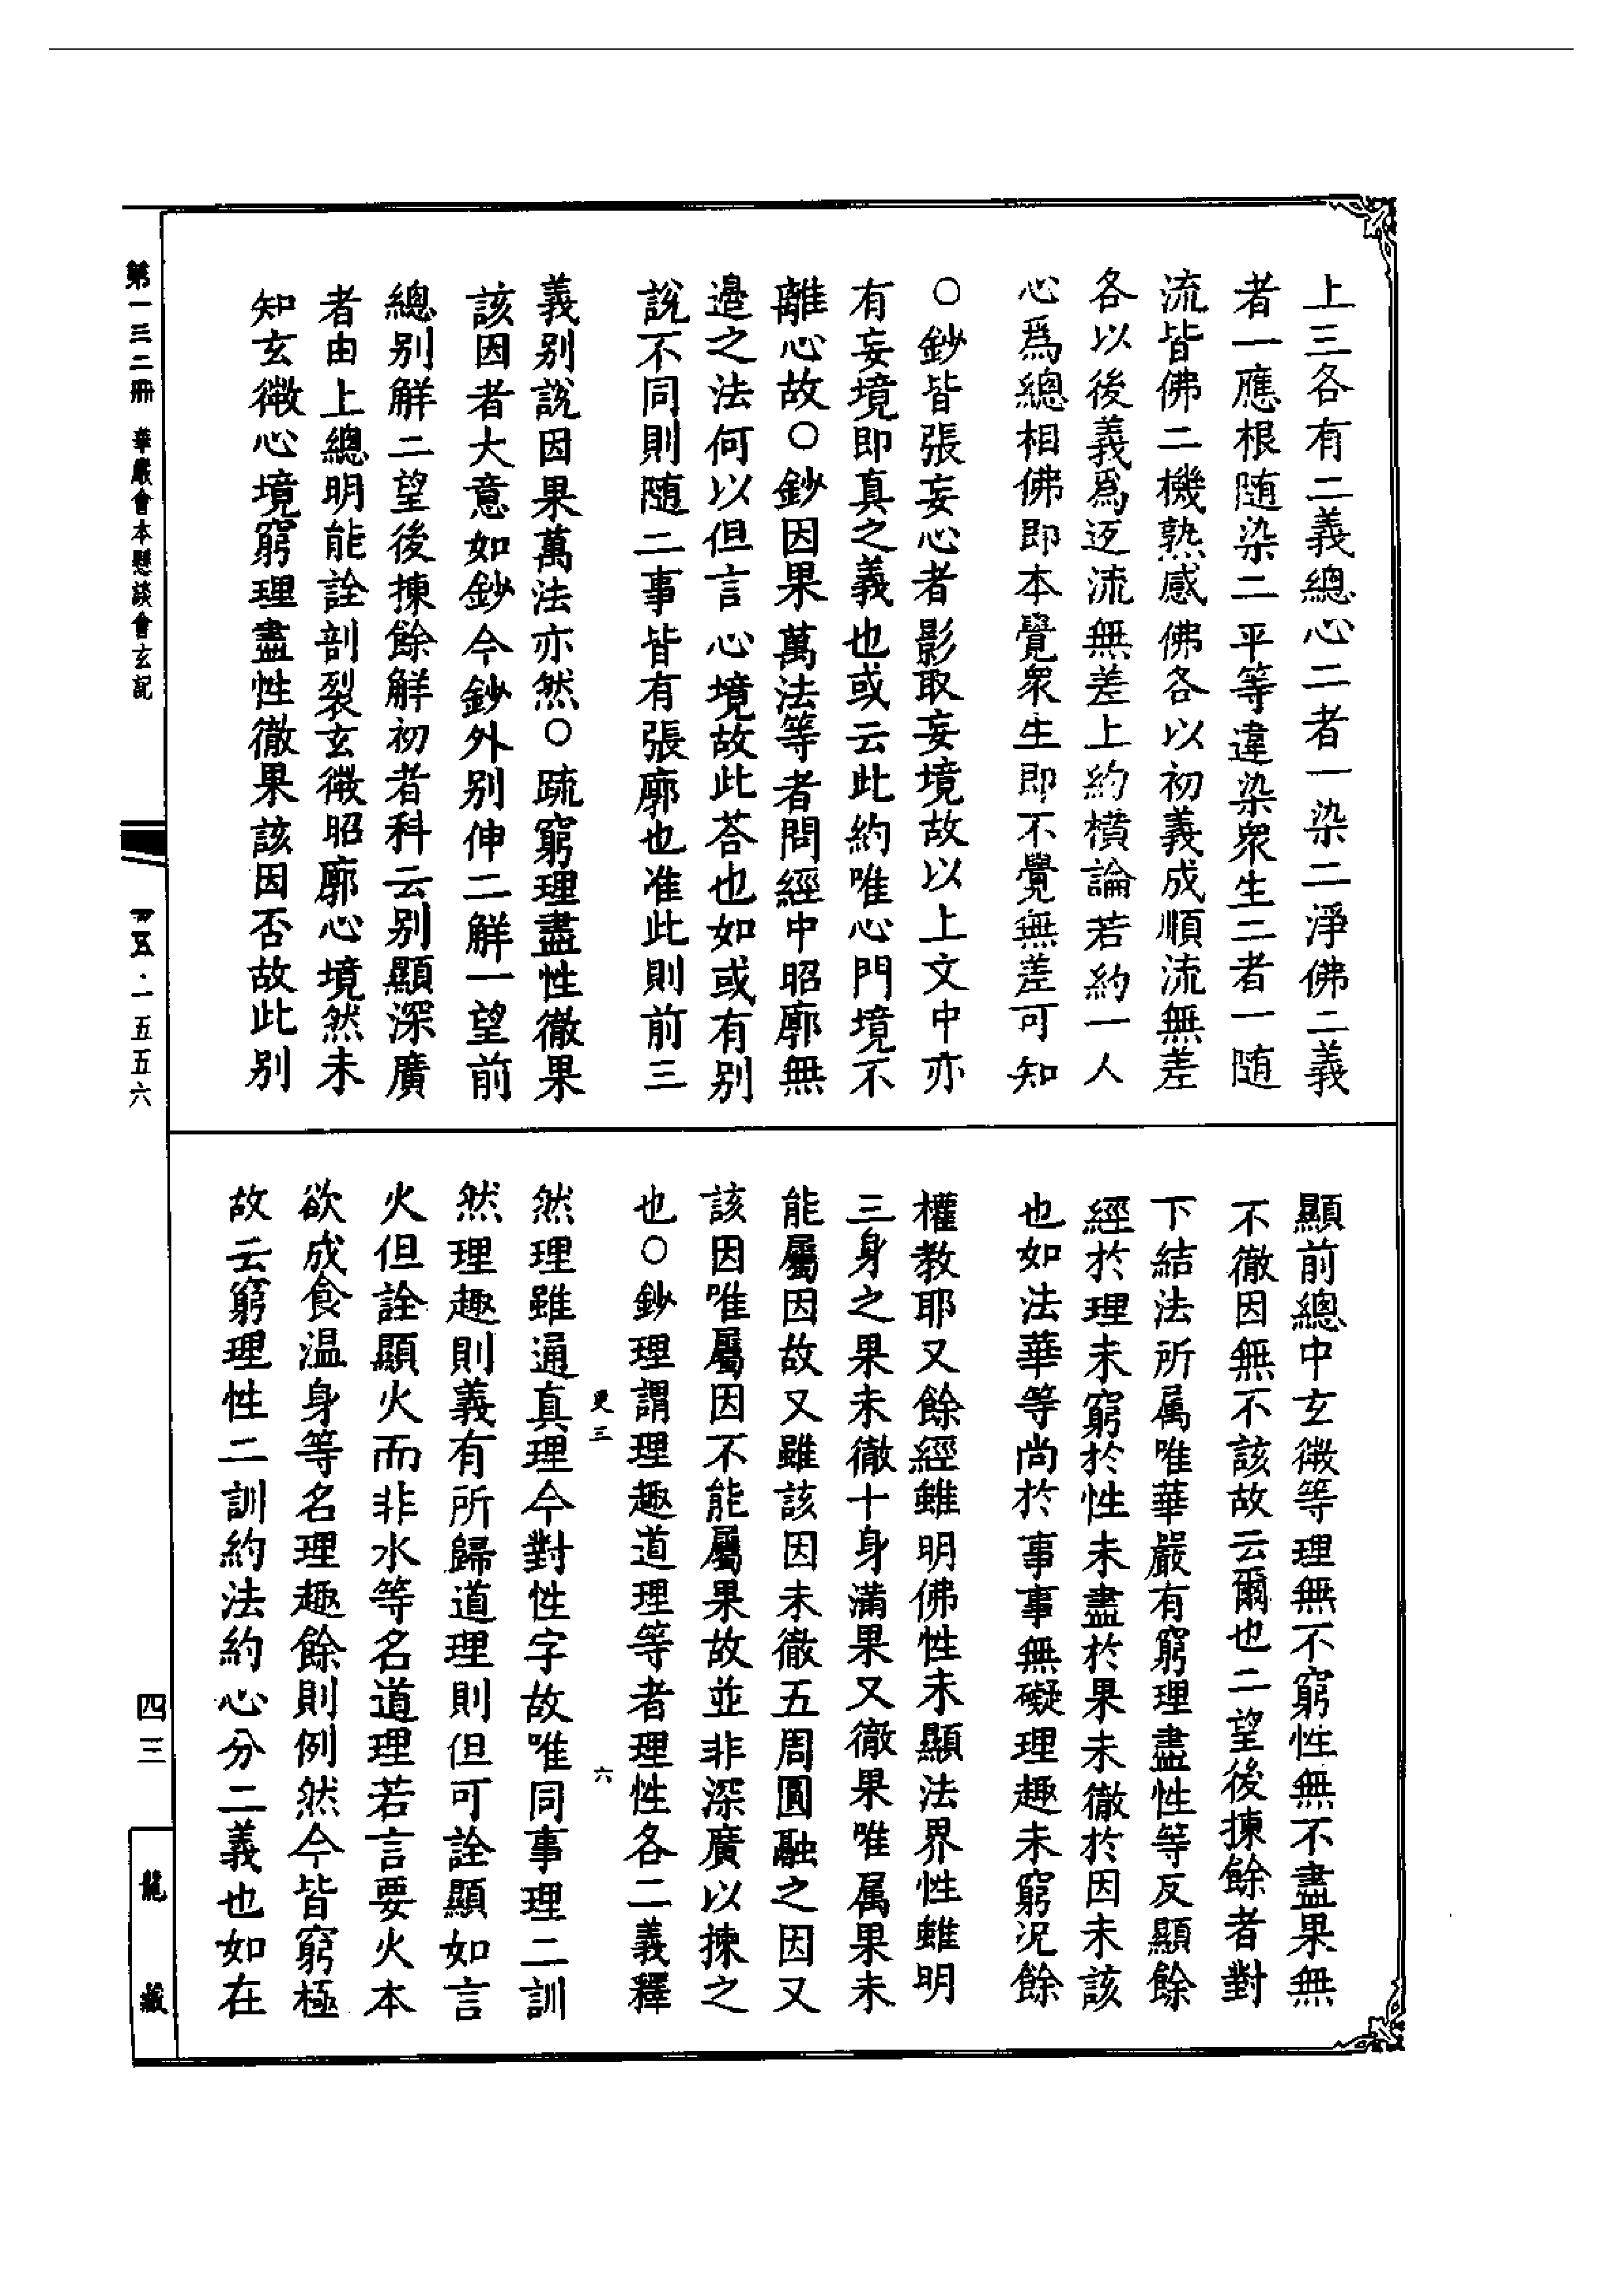 上三各有二義總心二者一染二淨佛二義
者一應根随染二平等違染衆生二者一随
流皆佛二機熟感佛各以初義成順流無差
各以後義爲逆流無差上約橫論若約一人
心爲總相佛即本覺衆生即不覺無差可知
○鈔皆張妄心者影取妄境故以上文中亦
有妄境即真之義也或云此約唯心門境不
離心故○鈔因果萬法等者問經中昭廓無
邉之法何以但言心境故此荅也如或有別
說不同則随二事皆有張廓也准此則前三
義别說因果萬法亦然○疏窮理盡性徹果
該因者大意如鈔今鈔外别伸二解一望前
總别解二望後揀餘解初者科云别顯深廣
者由上總明能詮剖裂玄微昭廓心境然未
知玄微心境窮理盡性徹果該因否故此别
顯前總中玄微等理無不窮性無不盡果無
不徹因無不該故云爾也二望後揀餘者對
下結法所属唯華嚴有窮理盡性等反顯餘
經於理未窮於性未盡於果未徹於因未該
也如法華等尚於事事無礙理趣未窮况餘
權教耶又餘經雖明佛性未顯法界性雖明
三身之果未徹十身滿果又徹果唯属果未
能屬因故又雖該因未徹五周圓融之因又
該因唯屬因不能屬果故並非深廣以揀之
也○鈔理謂理趣道理等者理性各二義釋
吏三　六
然理雖通真理今對性字故唯同事理二訓
然理趣則義有所歸道理則但可詮顯如言
火但詮顯火而非水等名道理若言要火本
欲成食温身等名理趣餘則例然今皆窮極
故云窮理性二訓約法約心分二義也如在
第一三二冊　華嚴會本懸談會玄記
一五五·一五五六
四三
龍藏